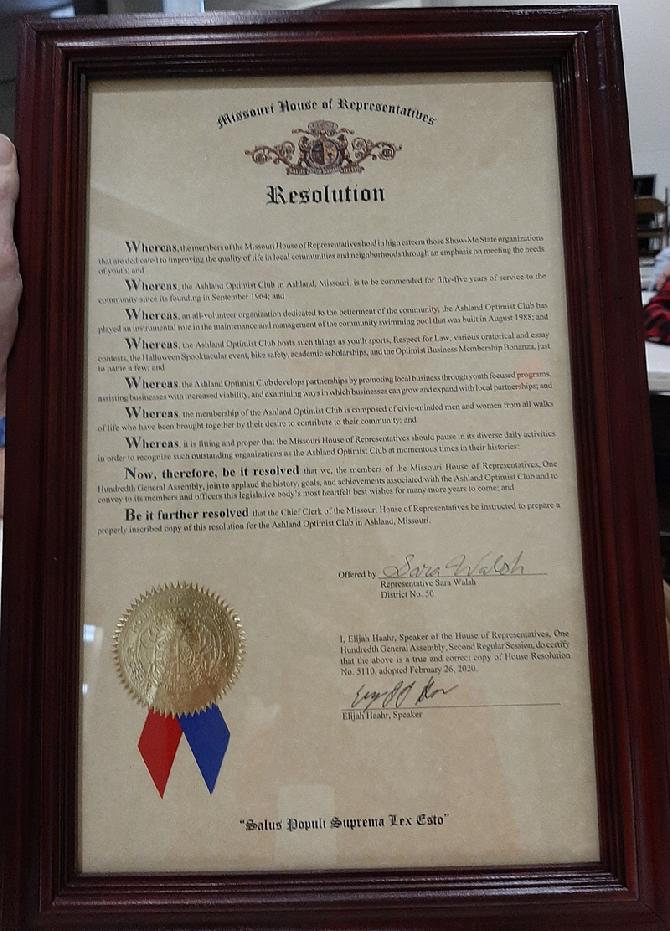 Missouri House of Representatives
Resolution
Whereas, the members of the Missouri House of Representatives hold in high esteem those Show-Me State organizations
that are dedicated to improving the quality of life in local communities and neighborhoods through an emphasis on meeting the needs
of youth; and
Whereas, the Ashland Optimist Club in Ashland, Missouri, is to be commended for fifty-five years of service to the
community since its founding in September 1964; and
Whereas, an all-volunteer organization dedicated to the betterment of the community, the Ashland Optimist Club has
played an instrumental role in the maintenance and management of the community swimming pool that was built in August 1988; and
Whereas, the Ashland Optimist Club hosts such things as youth sports, Respect for Law, various oratorical and essay
contests, the Halloween Spooktacular event, bike safety, academic scholarships, and the Optimist Business Membership Bonanza, just
to name a few; and
Whereas, the Ashland Optimist Club develops partnerships by promoting local business through youth focused programs,
assisting businesses with increased viability, and examining ways in which businesses can grow and expand with local partnerships; and
Whereas, the membership of the Ashland Optimist Club is composed of civic-minded men and women from all walks
of life who have been brought together by their desire to contribute to their community; and
Whereas, it is fitting and proper that the Missouri House of Representatives should pause in its diverse daily activities
in order to recognize such outstanding organizations as the Ashland Optimist Club at momentous times in their histories:
Now, therefore, be it resolved that we, the members of the Missouri House of Representatives, One
Hundredth General Assembly, join to applaud the history, goals, and achievements associated with the Ashland Optimist Club and to
convey to its members and officers this legislative body's most heartfelt best wishes for many more years to come; and
Be it further resolved that the Chief Clerk of the Missouri House of Representatives be instructed to prepare a
properly inscribed copy of this resolution for the Ashland Optimist Club in Ashland, Missouri.
Offered by Sara Walsh
Representative Sara Walsh
District No. 50
I, Elijah Haahr, Speaker of the House of Representatives, One
Hundredth General Assembly, Second Regular Session, do certify
that the above is a true and correct copy of House Resolution
No. 5110, adopted February 26, 2020.
Elijah Haahr, Speaker
"Salus Populi Suprema Lex Esto"